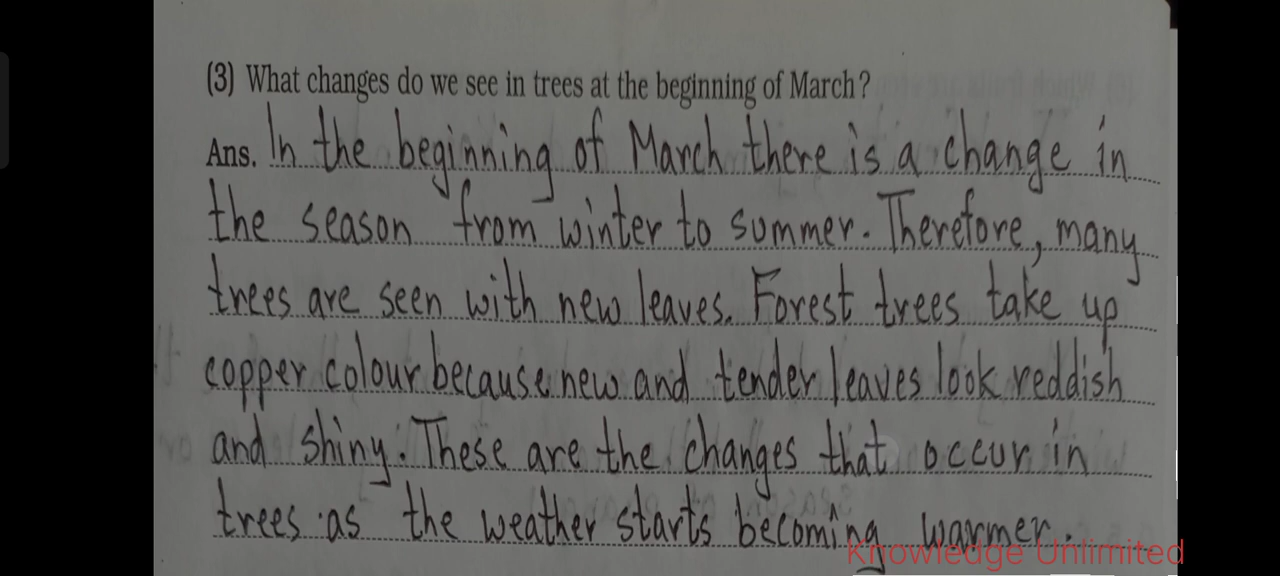 (3) What changes do we see in trees at the beginning of March?
Ans. In the beginning of March there is a change in
the season from winter to summer. Therefore, many
trees are seen with new leaves. Forest trees take up
copper colour because new and tender leaves look reddish
and shiny. These are the changes that occur in
trees as the weather starts becoming warmer.
Knowledge Unlimited